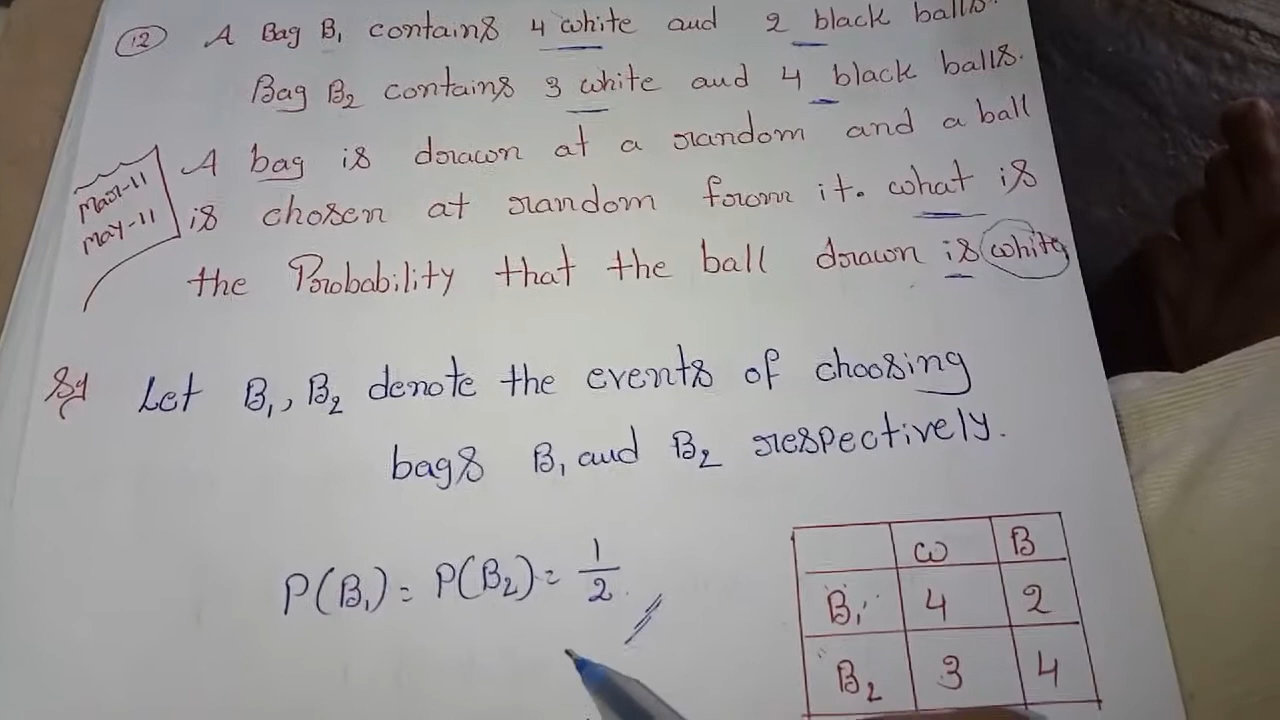 12 A Bag B₁ contains 4 white and 2 black balls.
Bag B₂ contains 3 white and 4 black balls.
A bag is drawn at a random and a ball
is chosen at random from it. what is
the Probability that the ball drawn is white
Mar-11
May-11
Sol Let B₁, B₂ denote the events of choosing
bags B₁ and B₂ respectively.
P(B₁) = P(B₂) = 1/2
W B
B₁ 4 2
B₂ 3 4